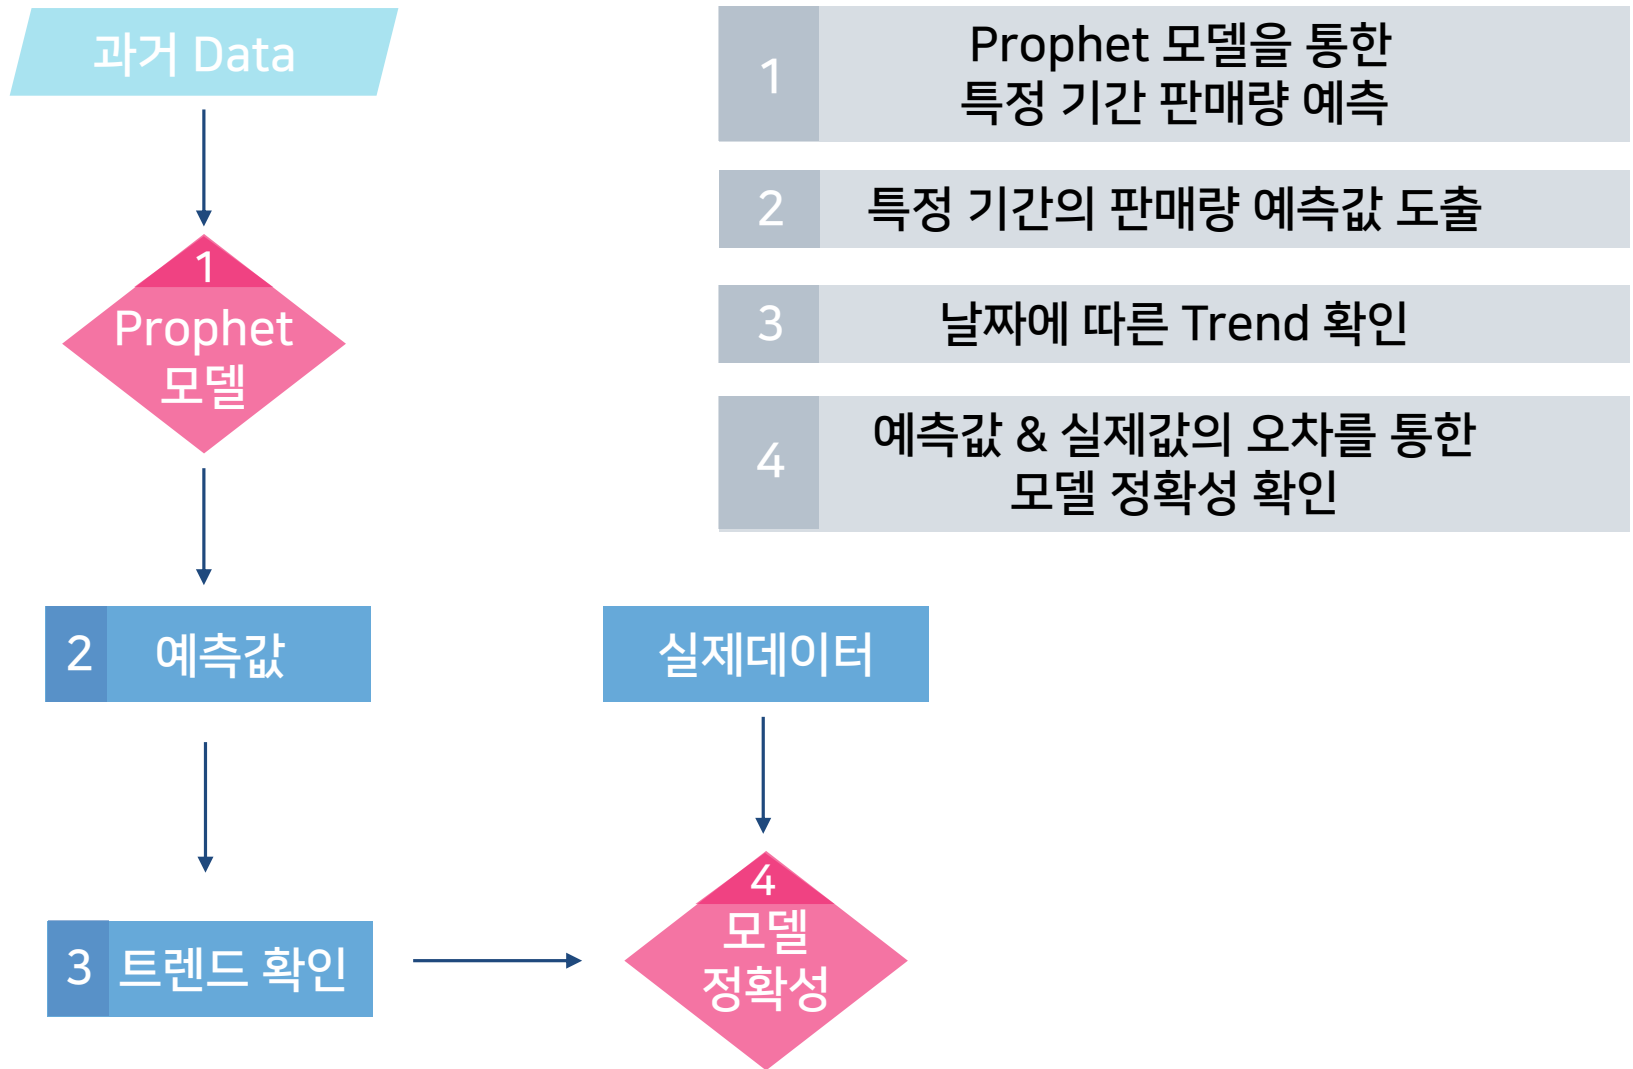 과거 Data
1
Prophet
모델
2 예측값
3 트렌드 확인
실제데이터
4
모델
정확성
1 Prophet 모델을 통한
특정 기간 판매량 예측
2 특정 기간의 판매량 예측값 도출
3 날짜에 따른 Trend 확인
4 예측값 & 실제값의 오차를 통한
모델 정확성 확인